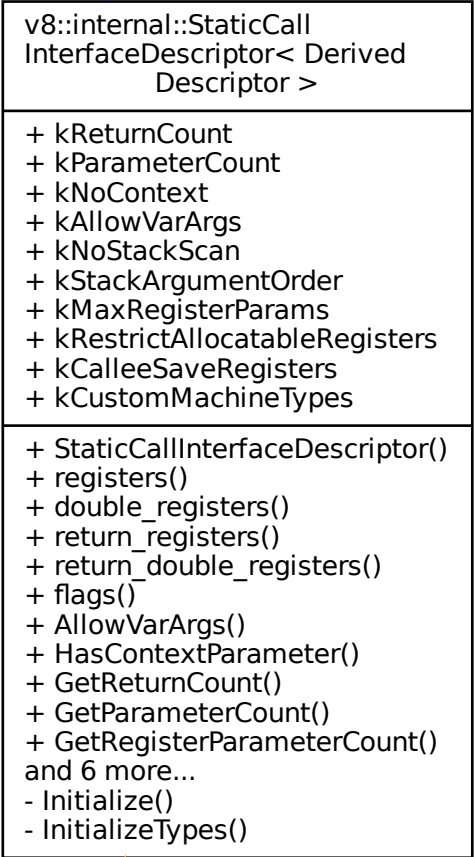 v8::internal::StaticCall
InterfaceDescriptor< Derived
Descriptor >
+ kReturnCount
+ kParameterCount
+ kNoContext
+ kAllowVarArgs
+ kNoStackScan
+ kStackArgumentOrder
+ kMaxRegisterParams
+ kRestrictAllocatableRegisters
+ kCalleeSaveRegisters
+ kCustomMachineTypes
+ StaticCallInterfaceDescriptor()
+ registers()
+ double_registers()
+ return_registers()
+ return_double_registers()
+ flags()
+ AllowVarArgs()
+ HasContextParameter()
+ GetReturnCount()
+ GetParameterCount()
+ GetRegisterParameterCount()
and 6 more...
- Initialize()
- InitializeTypes()